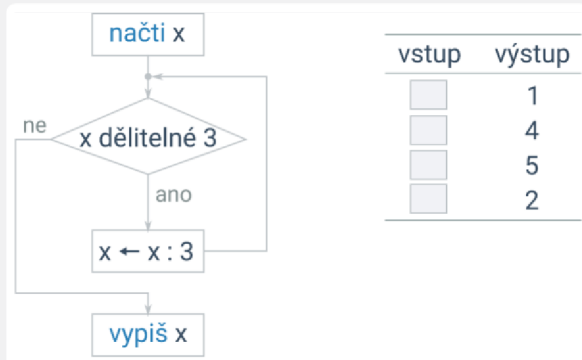 načti x
ne
x dělitelné 3
ano
x ← x : 3
vypiš x
vstup výstup
1
4
5
2